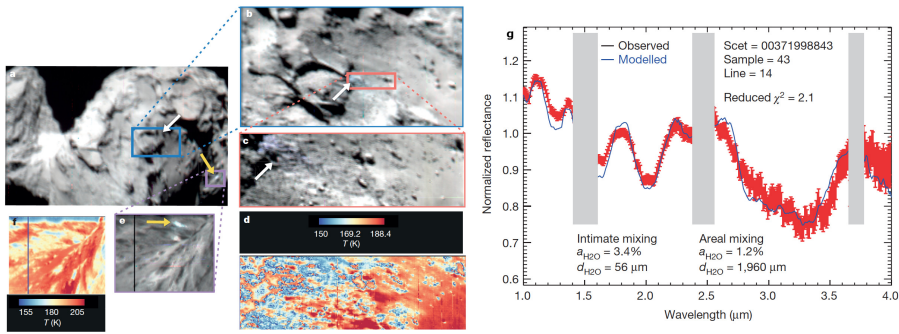 a
b
c
d
150 169.2 188.4
T (K)
e
f
155 180 205
T (K)
g
Observed
Modelled
Scet = 00371998843
Sample = 43
Line = 14
Reduced χ² = 2.1
Intimate mixing
aH2O = 3.4%
dH2O = 56 μm
Areal mixing
aH2O = 1.2%
dH2O = 1,960 μm
Normalized reflectance
1.2
1.1
1.0
0.9
0.8
0.7
0.6
1.0 1.5 2.0 2.5 3.0 3.5 4.0
Wavelength (μm)